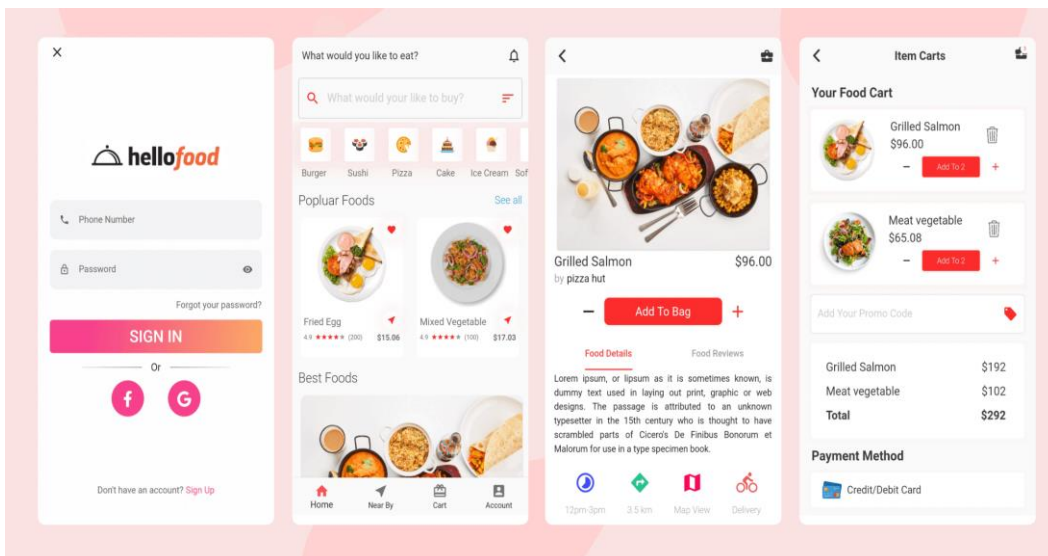 hellofood
Phone Number
Password
Forgot your password?
SIGN IN
Or
f
G
Don't have an account? Sign Up
What would you like to eat?
What would your like to buy?
Burger Sushi Pizza Cake Ice Cream Sof
Popluar Foods See all
Fried Egg
4.9 (200) $15.06
Mixed Vegetable
4.9 (100) $17.03
Best Foods
Home Near By Cart Account
Grilled Salmon $96.00
by pizza hut
Add To Bag
Food Details Food Reviews
Lorem ipsum, or lipsum as it is sometimes known, is
dummy text used in laying out print, graphic or web
designs. The passage is attributed to an unknown
typesetter in the 15th century who is thought to have
scrambled parts of Cicero's De Finibus Bonorum et
Malorum for use in a type specimen book.
12pm-3pm 3.5 km Map View Delivery
Item Carts
Your Food Cart
Grilled Salmon
$96.00
Add To 2
Meat vegetable
$65.08
Add To 2
Add Your Promo Code
Grilled Salmon $192
Meat vegetable $102
Total $292
Payment Method
Credit/Debit Card